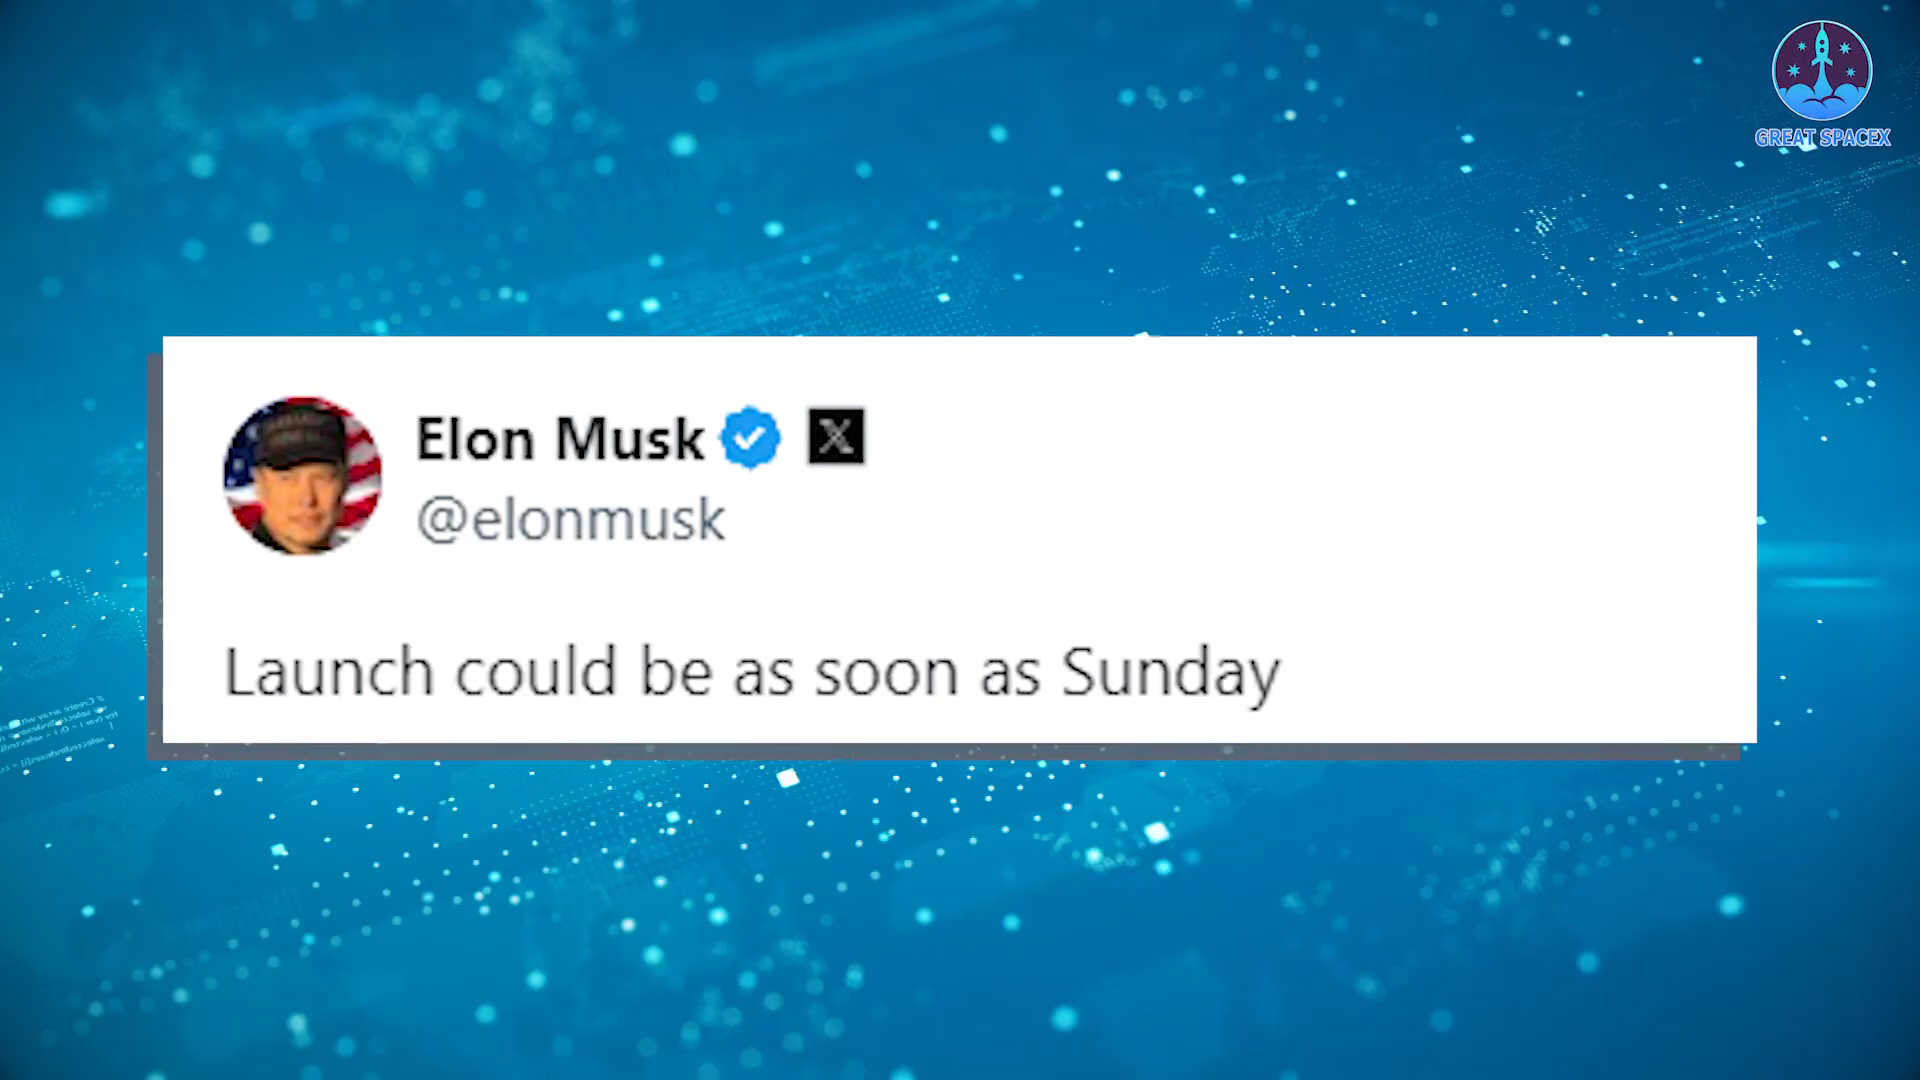 GREAT SPACEX
Elon Musk
@elonmusk
Launch could be as soon as Sunday